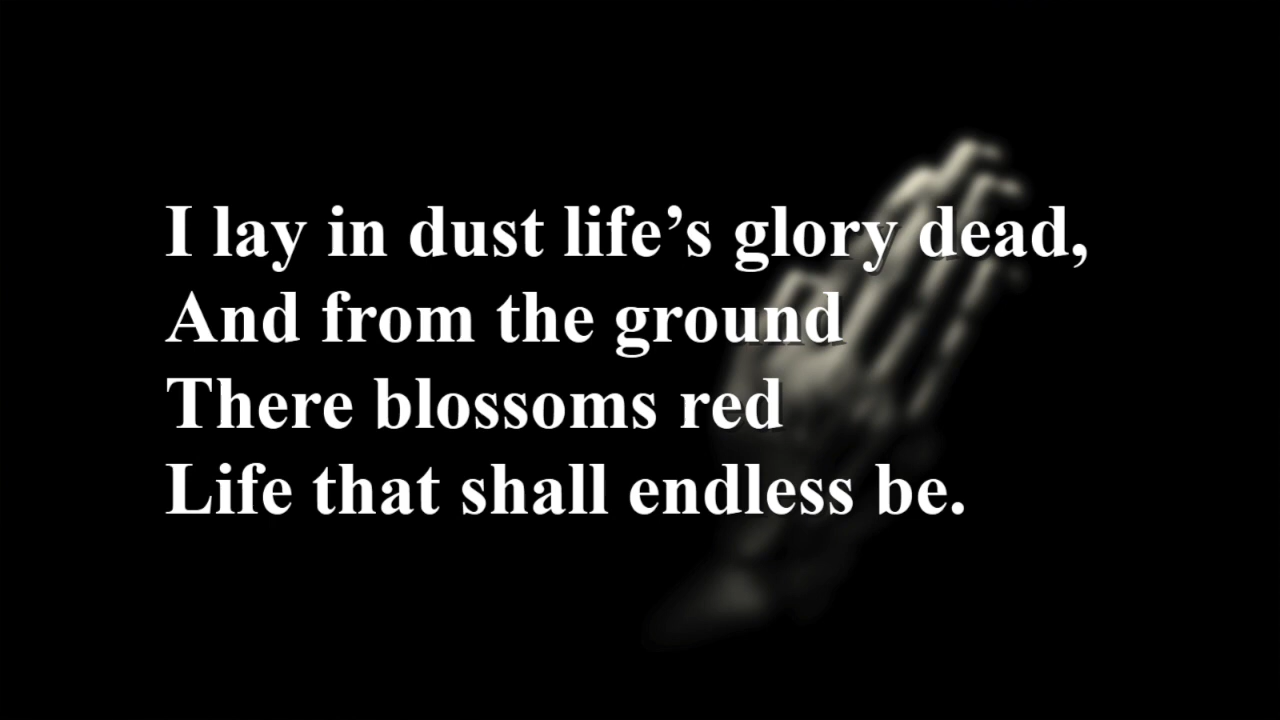 I lay in dust life’s glory dead,
And from the ground
There blossoms red
Life that shall endless be.